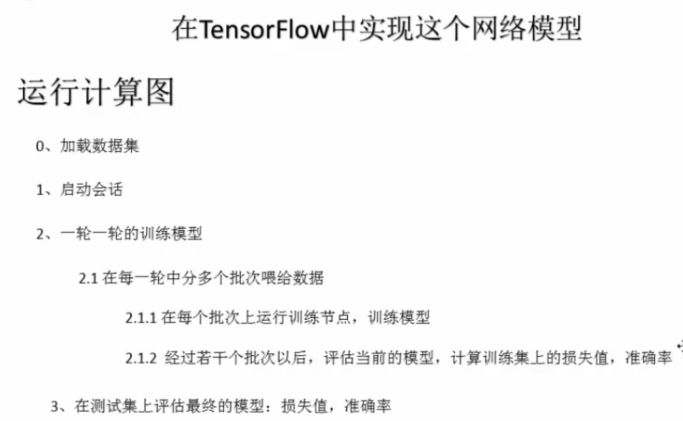 在TensorFlow中实现这个网络模型
运行计算图
0、加载数据集
1、启动会话
2、一轮一轮的训练模型
2.1 在每一轮中分多个批次喂给数据
2.1.1 在每个批次上运行训练节点，训练模型
2.1.2 经过若干个批次以后，评估当前的模型，计算训练集上的损失值，准确率
3、在测试集上评估最终的模型：损失值，准确率